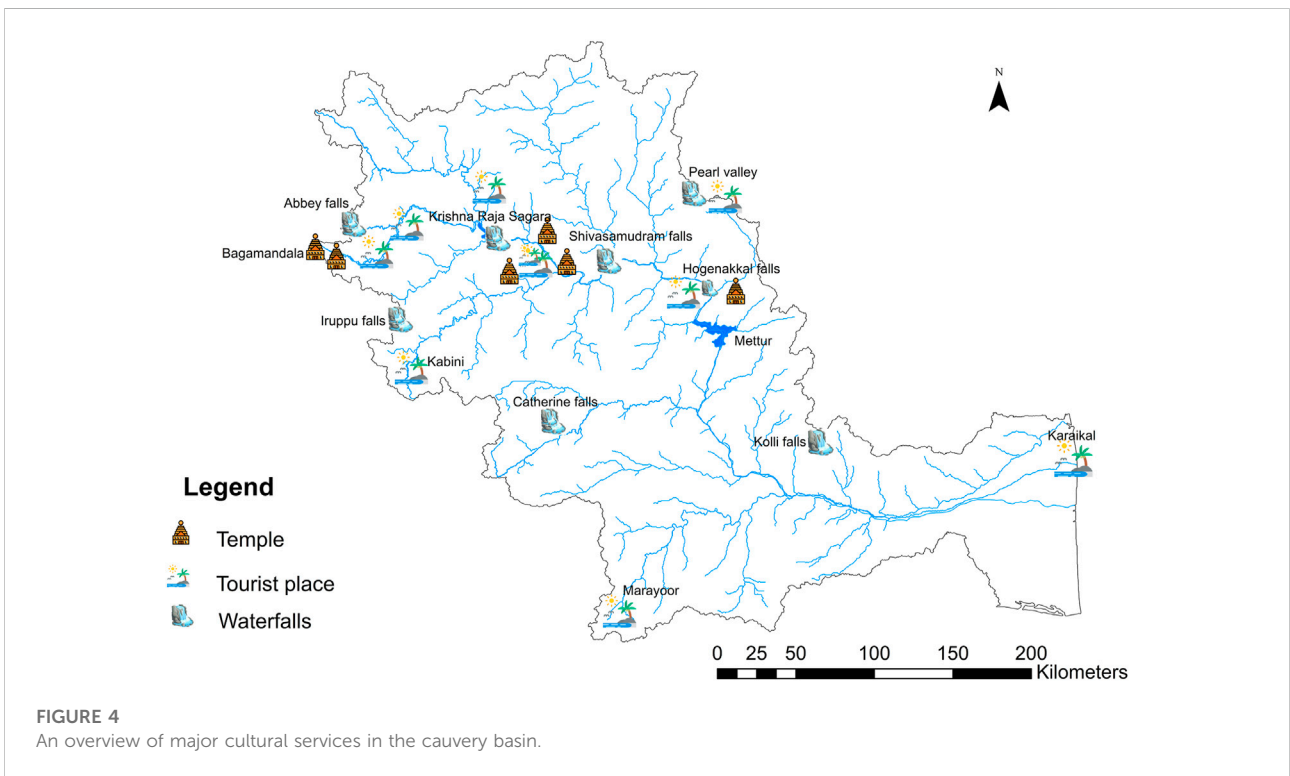 N
Pearl valley
Abbey falls
Krishna Raja Sagara
Shivasamudram falls
Bagamandala
Hogenakkal falls
Iruppu falls
Mettur
Kabini
Catherine falls
Kolli falls
Karaikal
Legend
Temple
Tourist place
Waterfalls
Marayoor
0 25 50 100 150 200
Kilometers
FIGURE 4
An overview of major cultural services in the cauvery basin.